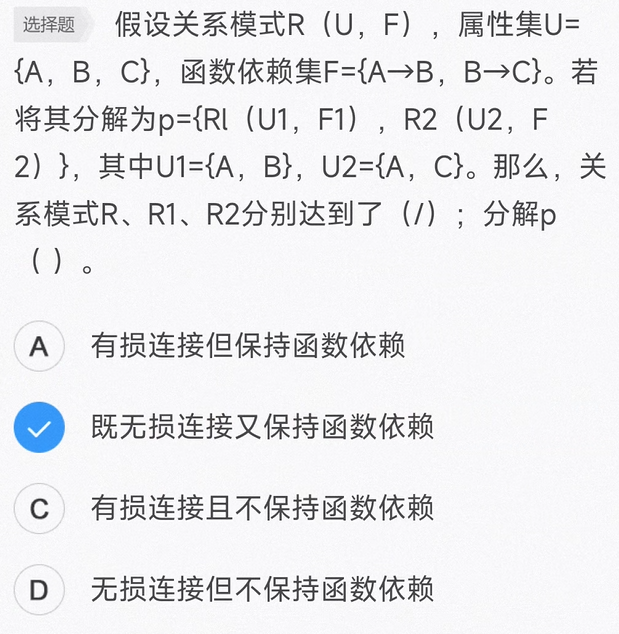 选择题 假设关系模式R（U，F），属性集U=
{A，B，C}，函数依赖集F={A→B，B→C}。若
将其分解为p={Rl（U1，F1），R2（U2，F
2）}，其中U1={A，B}，U2={A，C}。那么，关
系模式R、R1、R2分别达到了（/）；分解p
（ ）。
A 有损连接但保持函数依赖
既无损连接又保持函数依赖
C 有损连接且不保持函数依赖
D 无损连接但不保持函数依赖